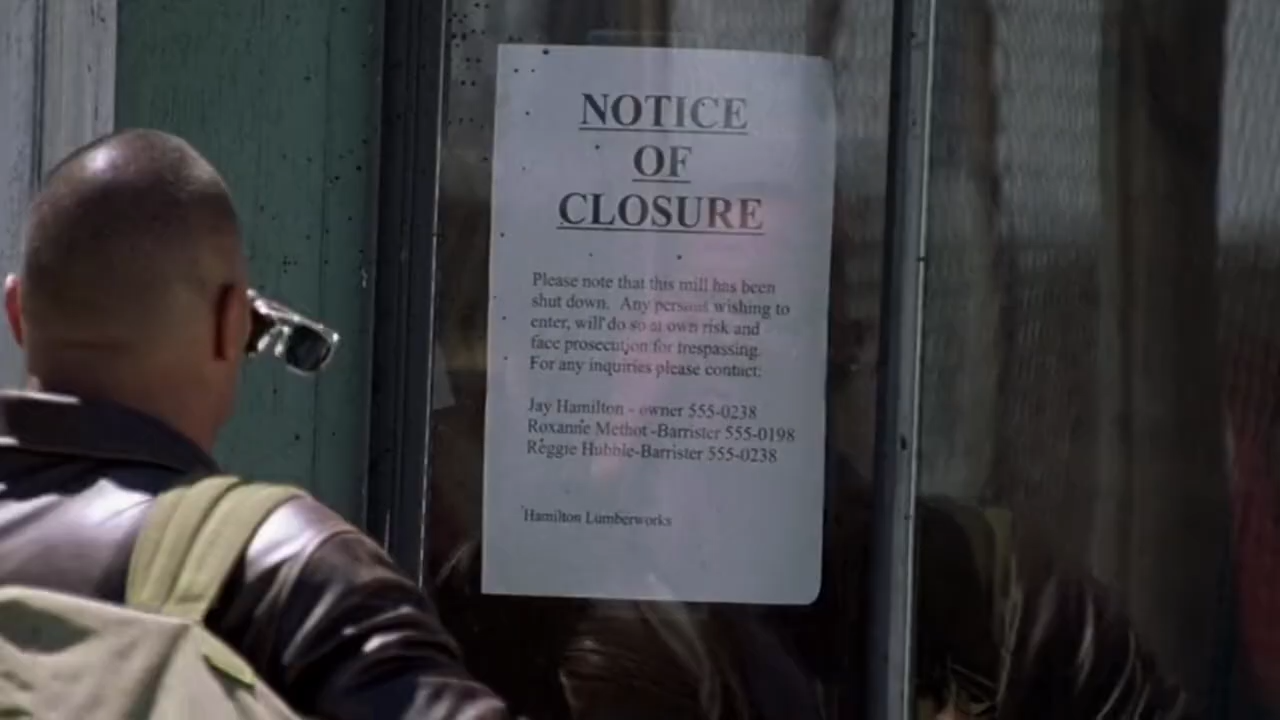 NOTICE
OF
CLOSURE
Please note that this mill has been
shut down. Any persons wishing to
enter, will do so at own risk and
face prosecution for trespassing.
For any inquiries please contact:
Jay Hamilton - owner 555-0238
Roxanne Methot -Barrister 555-0198
Reggie Hubble-Barrister 555-0238
Hamilton Lumberworks